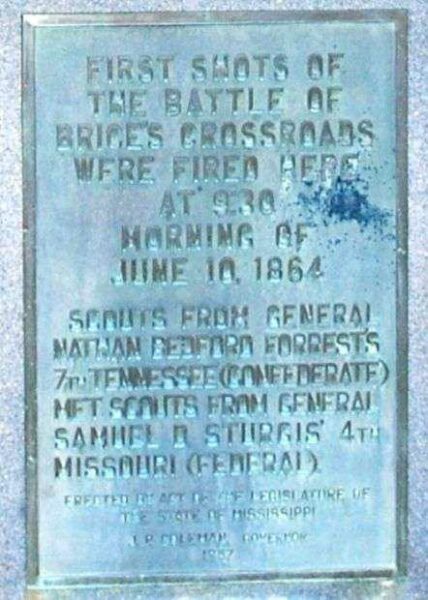 FIRST SHOTS OF
THE BATTLE OF
BRICE'S CROSSROADS
WERE FIRED HERE
AT 9:30
MORNING OF
JUNE 10, 1864
SCOUTS FROM GENERAL
NATHAN BEDFORD FORREST'S
7TH TENNESSEE (CONFEDERATE)
MET SCOUTS FROM GENERAL
SAMUEL D. STURGIS' 4TH
MISSOURI (FEDERAL).
ERECTED BY ACT OF THE LEGISLATURE OF
THE STATE OF MISSISSIPPI
J.P. COLEMAN, GOVERNOR
1957